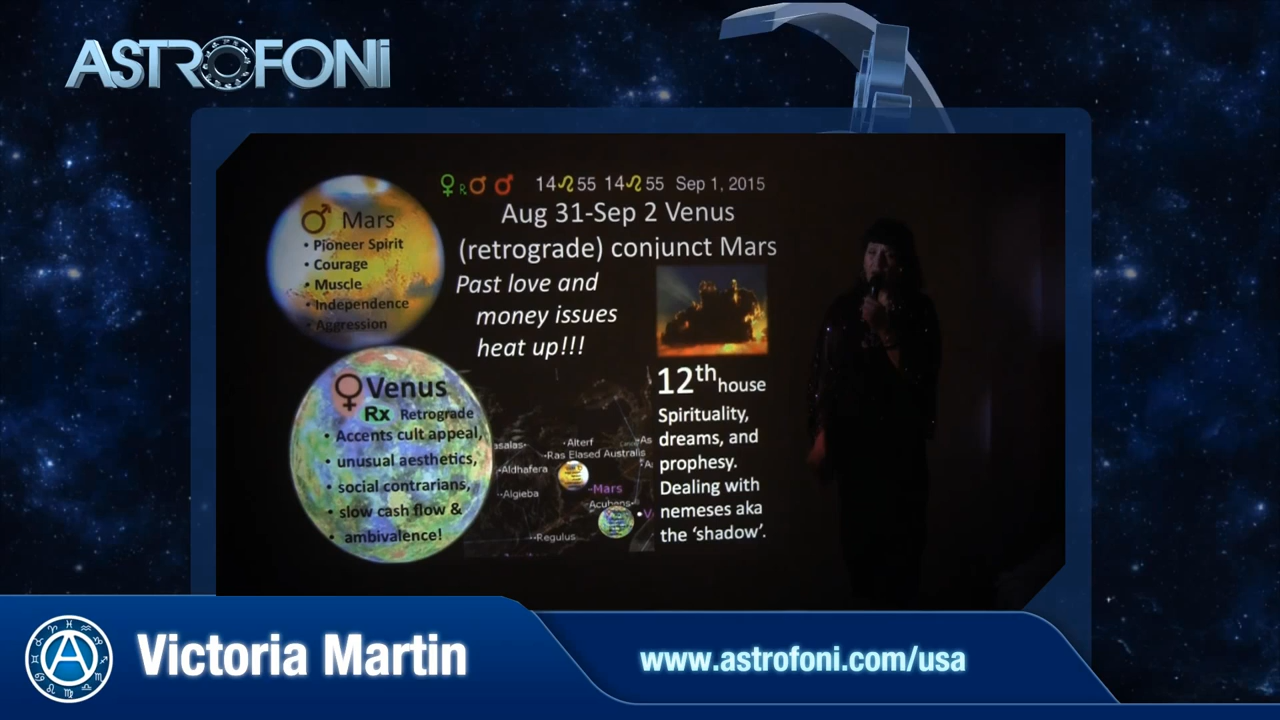 ASTROFONi
♀ R ♂ ♂ 14♌55 14♌55 Sep 1, 2015
Aug 31-Sep 2 Venus
(retrograde) conjunct Mars
Past love and
money issues
heat up!!!
♂ Mars
• Pioneer Spirit
• Courage
• Muscle
• Independence
• Aggression
♀ Venus
Rx Retrograde
• Accents cult appeal,
• unusual aesthetics,
• social contrarians,
• slow cash flow &
• ambivalence!
asalas
Alterf
Ras Elased Australis
Aldhafera
Algieba
Mars
Acubens
Regulus
12th house
Spirituality,
dreams, and
prophesy.
Dealing with
nemeses aka
the ‘shadow’.
Victoria Martin
www.astrofoni.com/usa